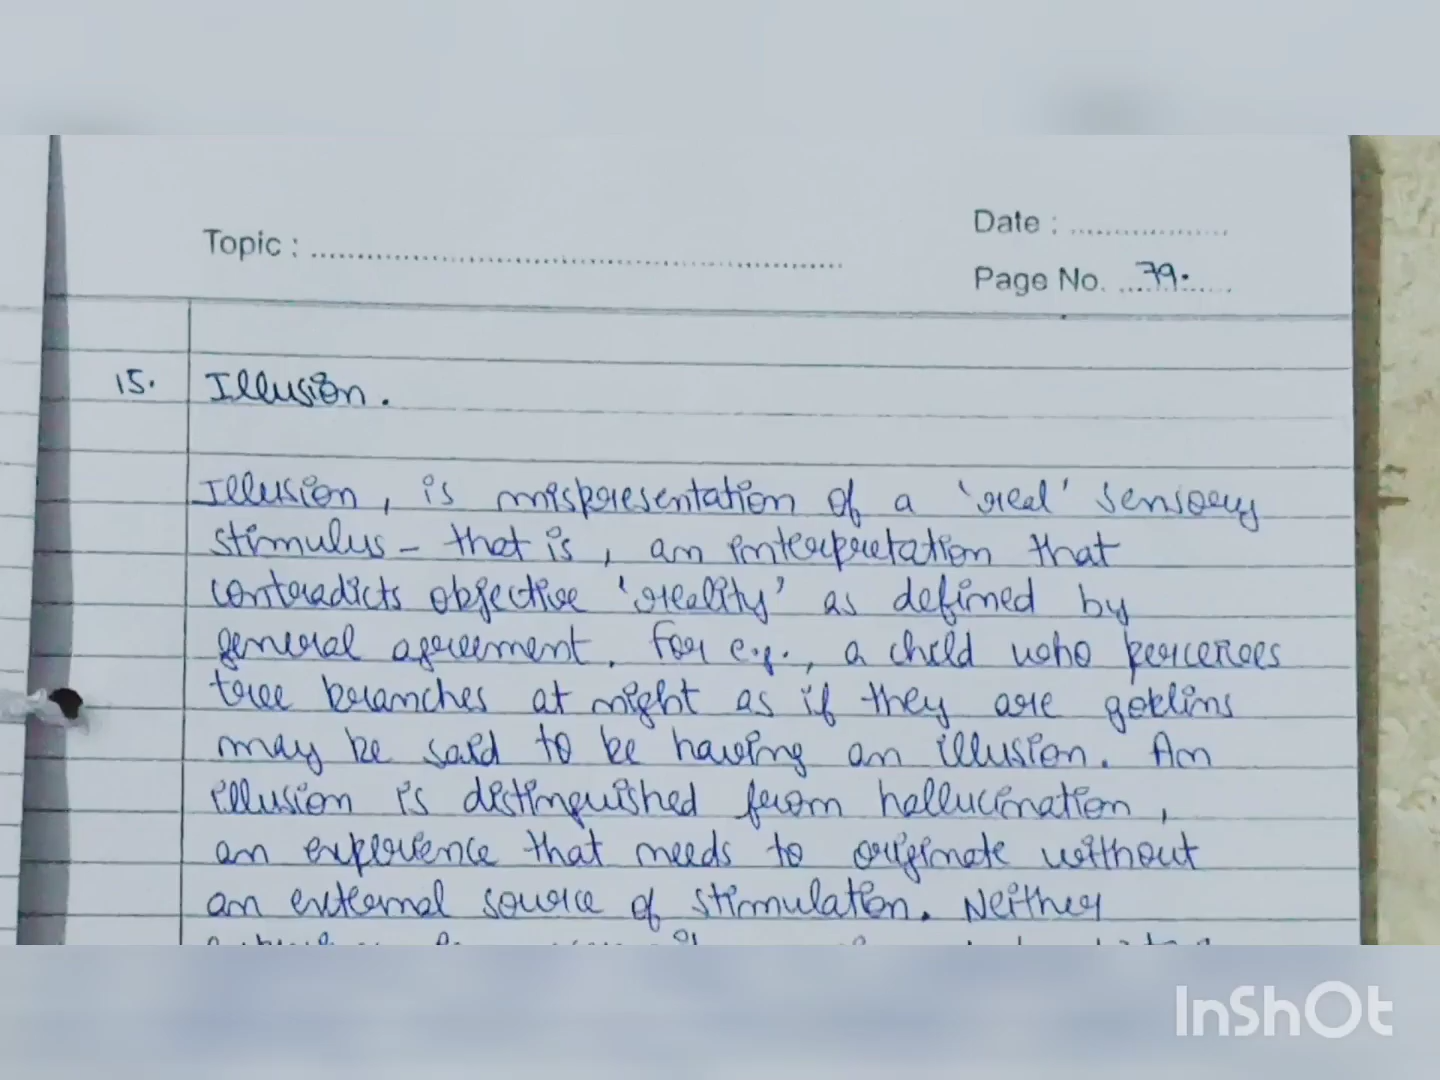 Date : ..................
Topic : ..................................................................
Page No. ...79.......
15. Illusion.
Illusion, is mispresentation of a 'real' sensory
stimulus - that is, an interpretation that
contradicts objective 'reality' as defined by
general agreement. For e.g., a child who perceives
tree branches at night as if they are goblins
may be said to be having an illusion. An
illusion is distinguished from hallucination,
an experience that needs to originate without
an external source of stimulation. Neither
InShOt